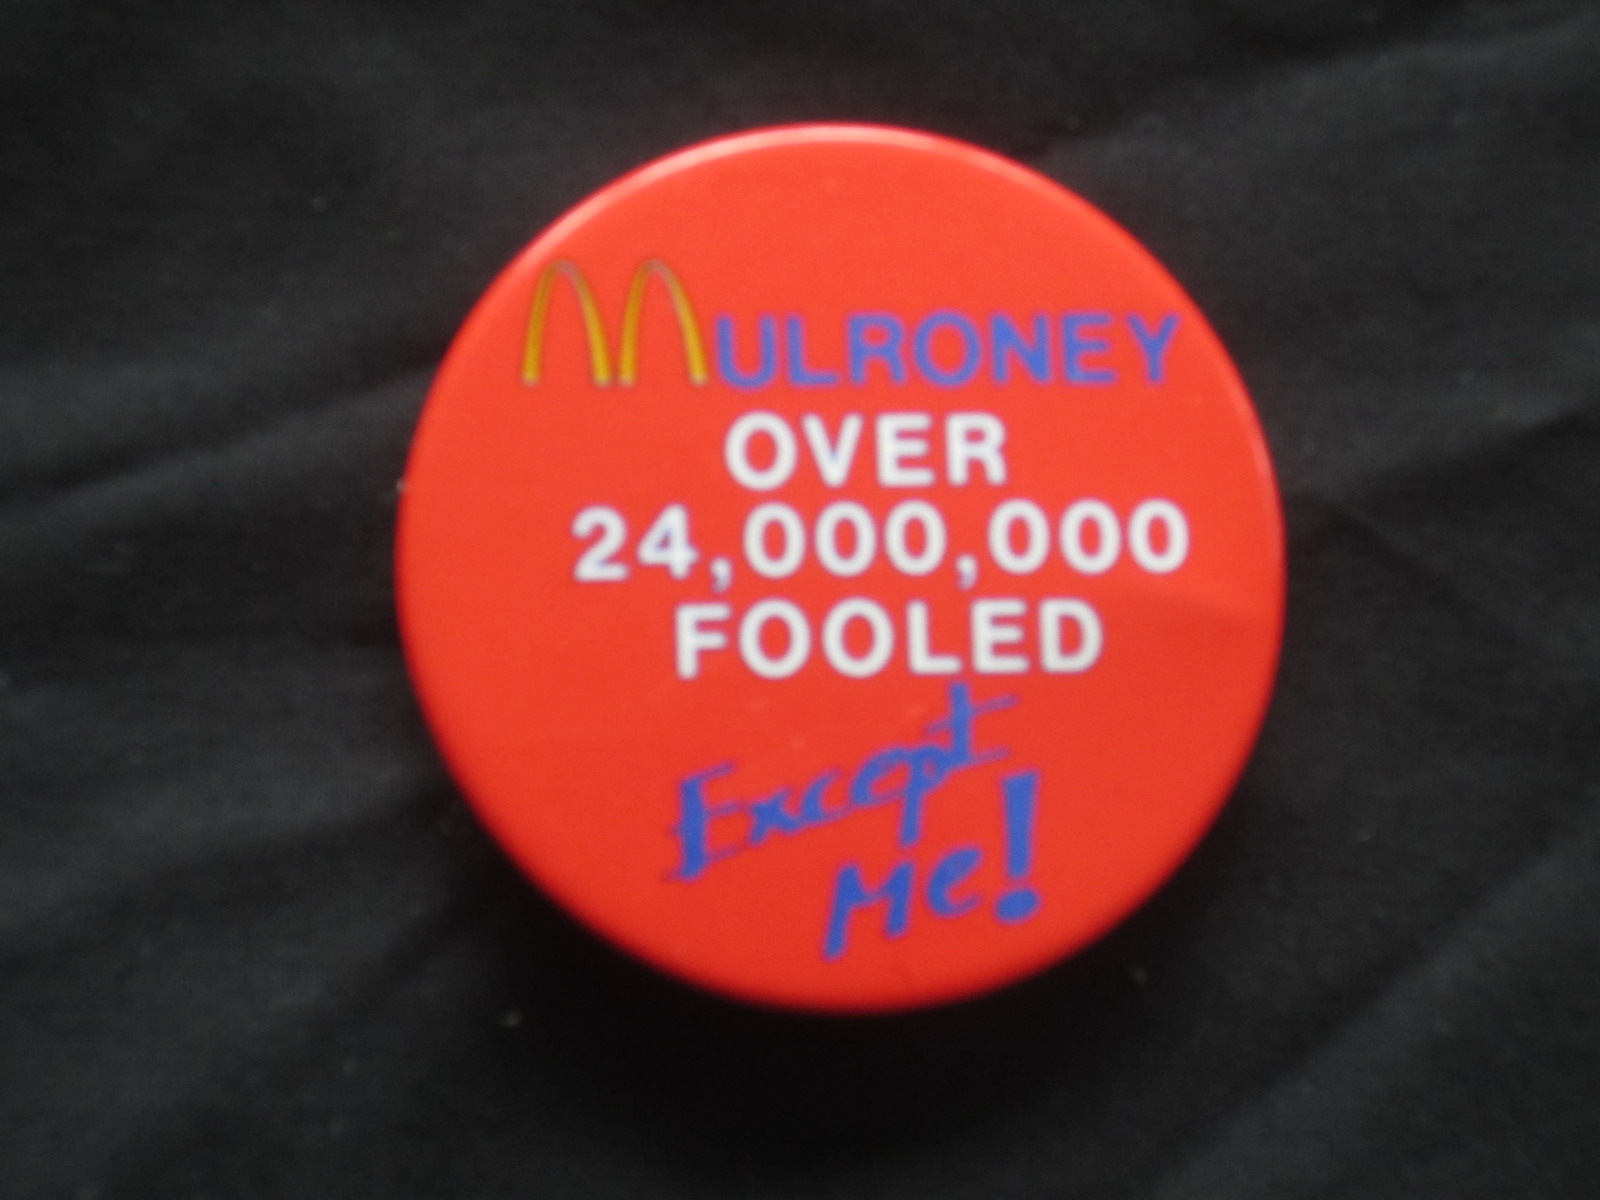 MULRONEY
OVER
24,000,000
FOOLED
Except
Me!